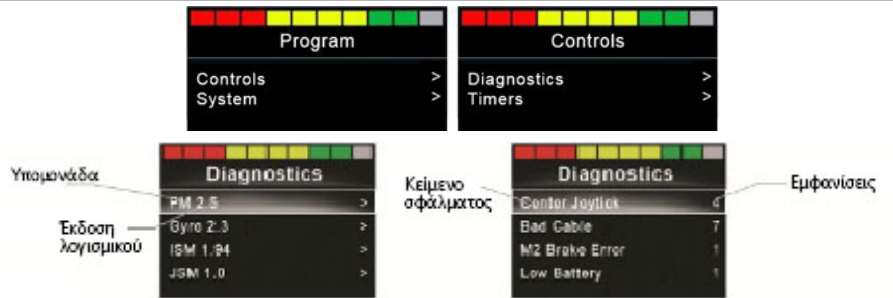 Program
Controls >
System >
Controls
Diagnostics >
Timers >
Υπομονάδα
Έκδοση
λογισμικού
Diagnostics
PM 2.5 >
Gyro 2.3 >
ISM 1.94 >
JSM 1.0 >
Κείμενο
σφάλματος
Diagnostics
Center Joytick 4
Bad Cable 7
M2 Brake Error 1
Low Battery 1
Εμφανίσεις